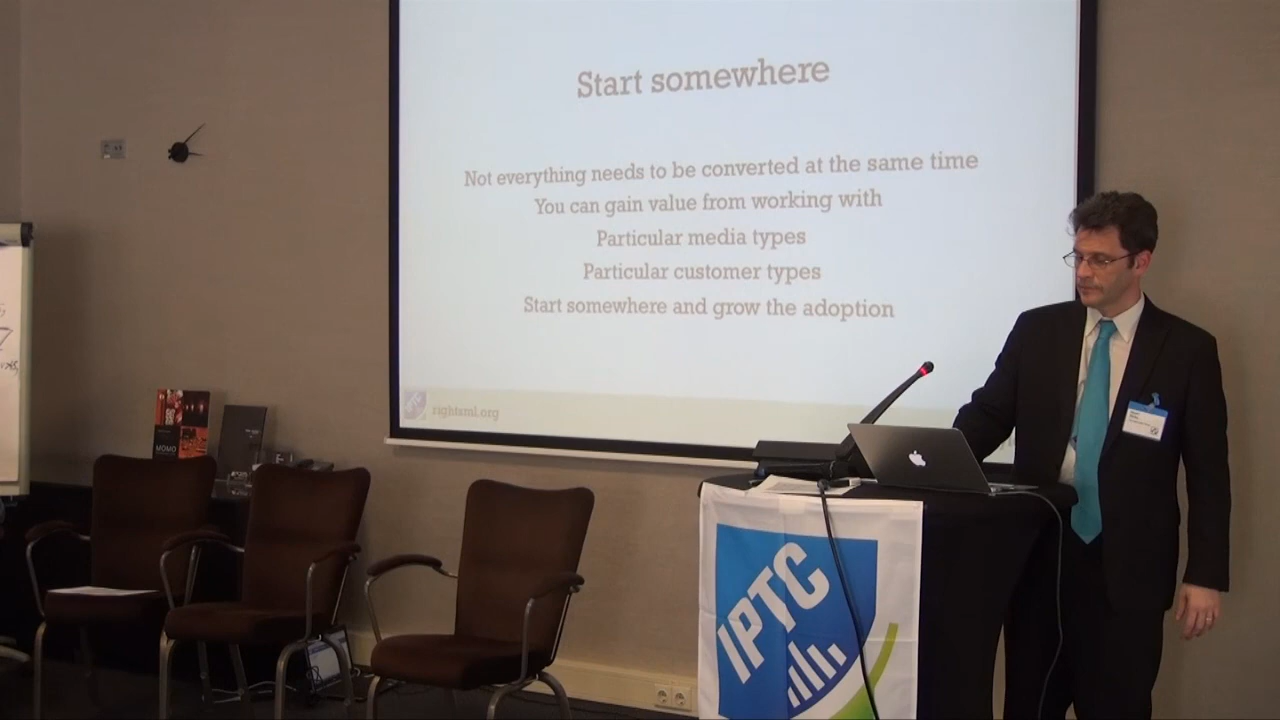 Start somewhere
Not everything needs to be converted at the same time
You can gain value from working with
Particular media types
Particular customer types
Start somewhere and grow the adoption
rightsml.org
MOMO
IPTC